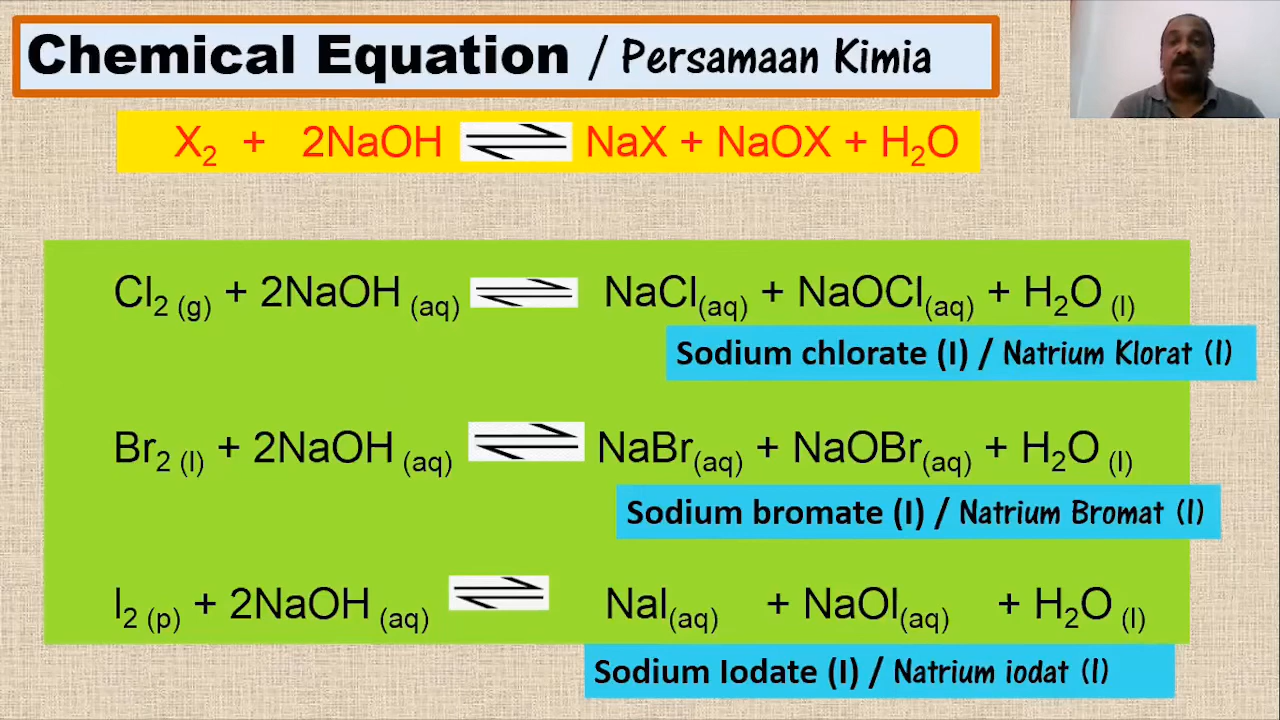 Chemical Equation / Persamaan Kimia
X₂ + 2NaOH ⇌ NaX + NaOX + H₂O
Cl₂ (g) + 2NaOH (aq) ⇌ NaCl(aq) + NaOCl(aq) + H₂O (l)
Sodium chlorate (I) / Natrium Klorat (I)
Br₂ (l) + 2NaOH (aq) ⇌ NaBr(aq) + NaOBr(aq) + H₂O (l)
Sodium bromate (I) / Natrium Bromat (I)
I₂ (p) + 2NaOH (aq) ⇌ NaI(aq) + NaOI(aq) + H₂O (l)
Sodium Iodate (I) / Natrium iodat (I)